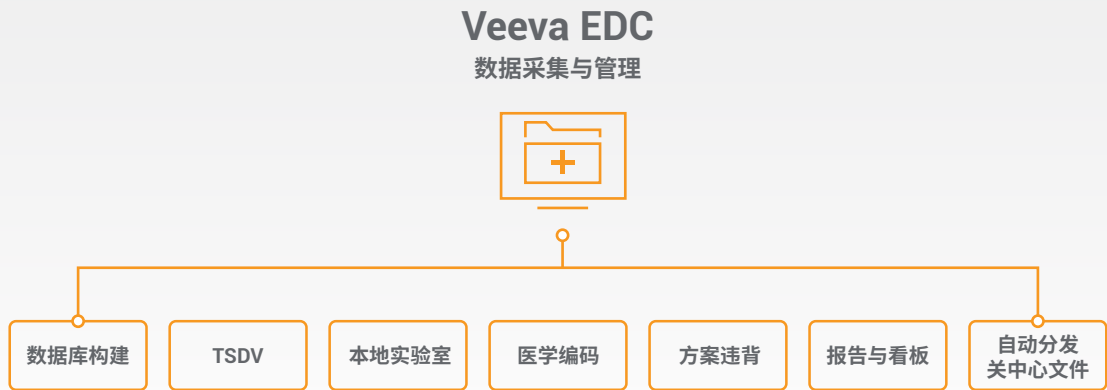 Veeva EDC
数据采集与管理
数据库构建
TSDV
本地实验室
医学编码
方案违背
报告与看板
自动分发
关中心文件